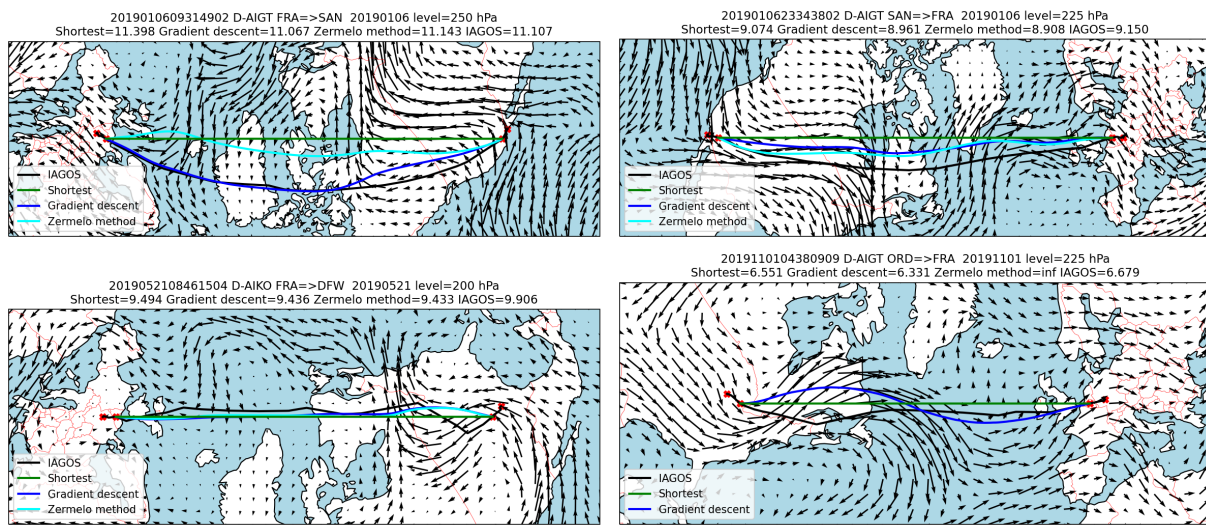 2019010609314902 D-AIGT FRA=>SAN 20190106 level=250 hPa
Shortest=11.398 Gradient descent=11.067 Zermelo method=11.143 IAGOS=11.107
IAGOS
Shortest
Gradient descent
Zermelo method
2019010623343802 D-AIGT SAN=>FRA 20190106 level=225 hPa
Shortest=9.074 Gradient descent=8.961 Zermelo method=8.908 IAGOS=9.150
IAGOS
Shortest
Gradient descent
Zermelo method
2019052108461504 D-AIKO FRA=>DFW 20190521 level=200 hPa
Shortest=9.494 Gradient descent=9.436 Zermelo method=9.433 IAGOS=9.906
IAGOS
Shortest
Gradient descent
Zermelo method
2019110104380909 D-AIGT ORD=>FRA 20191101 level=225 hPa
Shortest=6.551 Gradient descent=6.331 Zermelo method=inf IAGOS=6.679
IAGOS
Shortest
Gradient descent